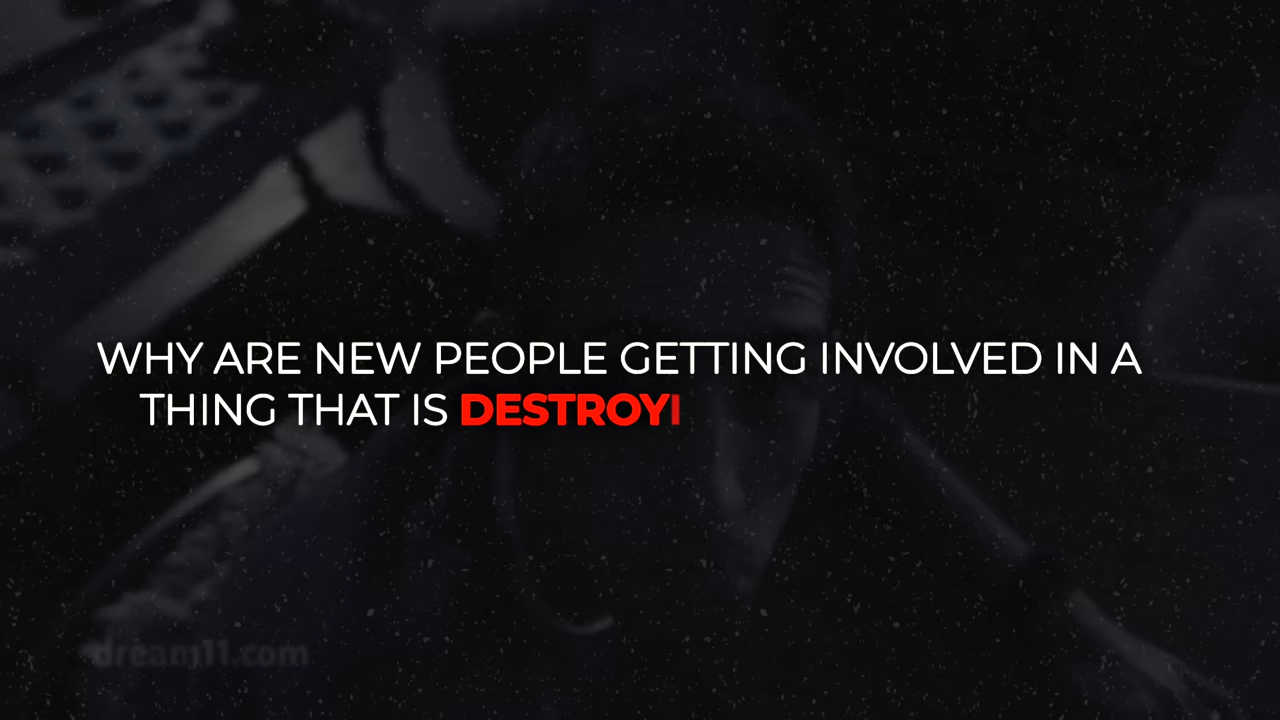 WHY ARE NEW PEOPLE GETTING INVOLVED IN A
THING THAT IS DESTROYI
dream11.com